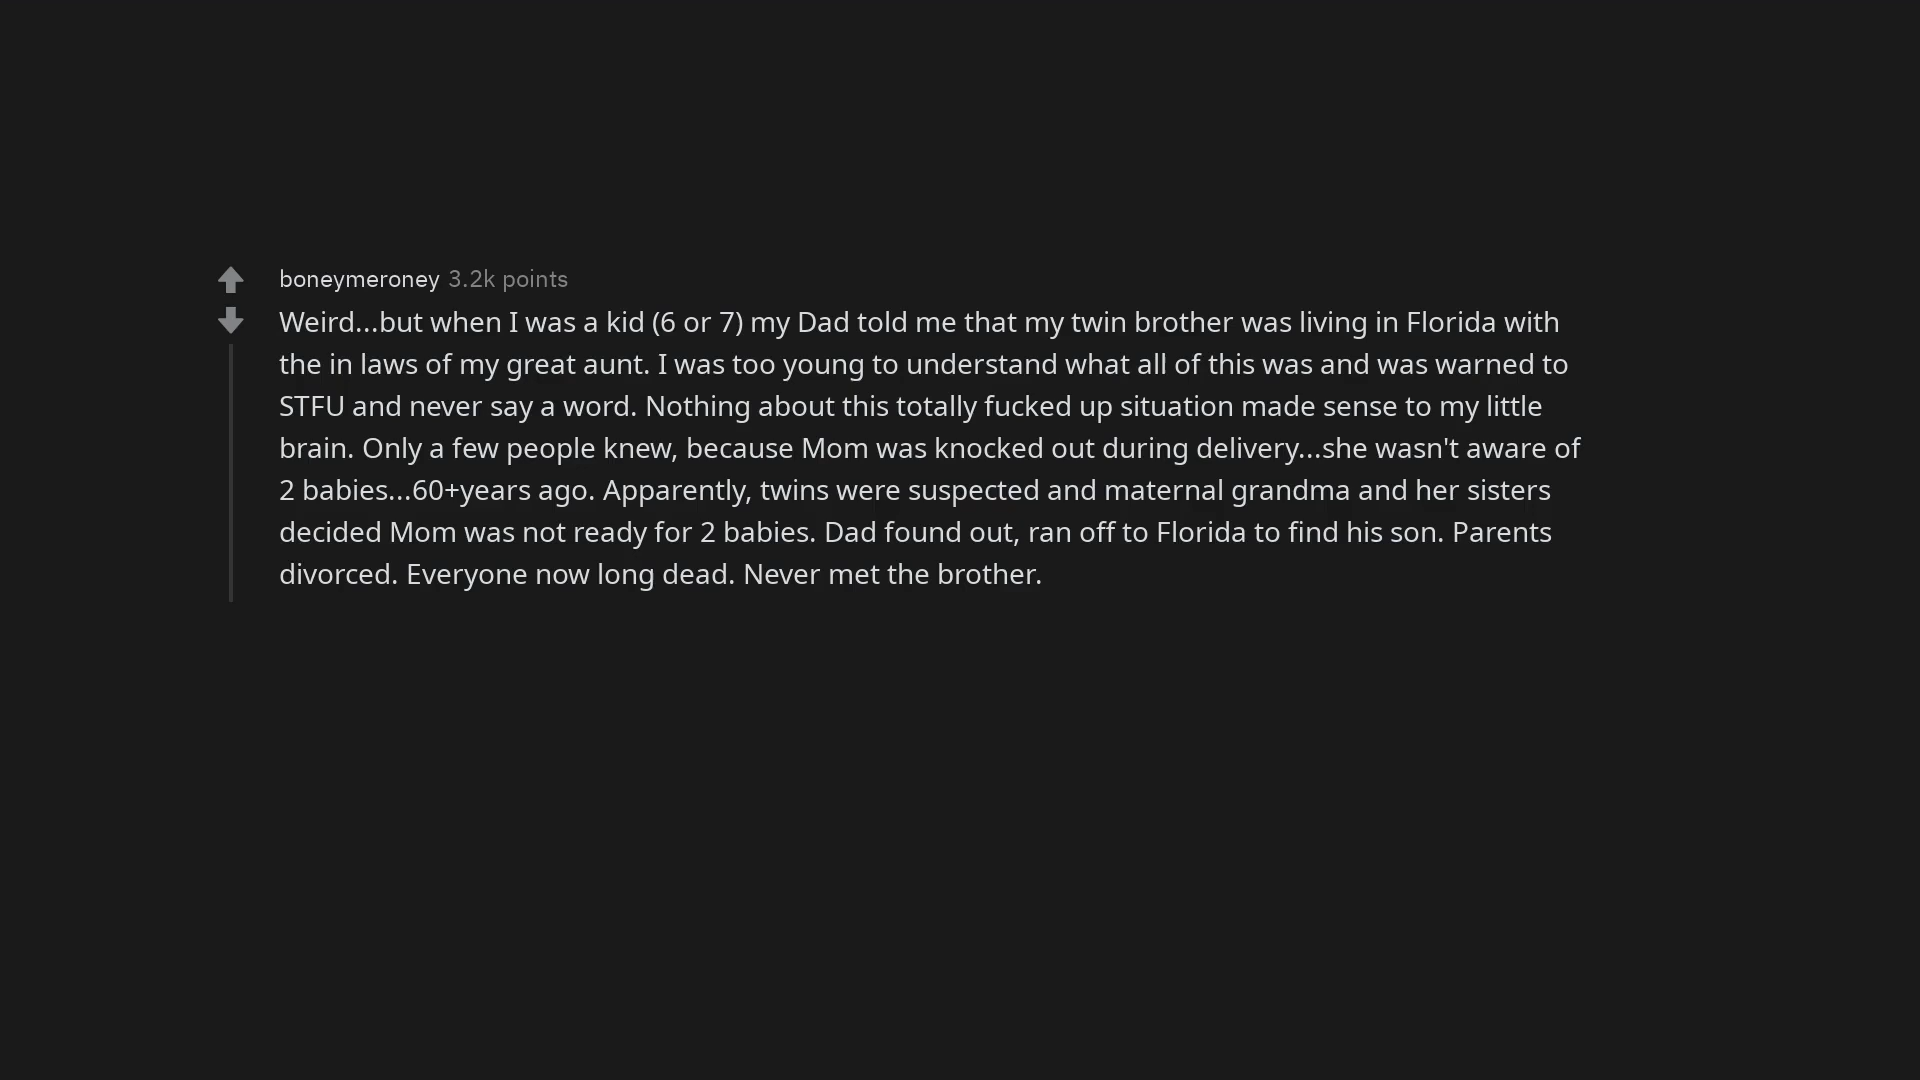 boneymeroney 3.2k points
Weird...but when I was a kid (6 or 7) my Dad told me that my twin brother was living in Florida with
the in laws of my great aunt. I was too young to understand what all of this was and was warned to
STFU and never say a word. Nothing about this totally fucked up situation made sense to my little
brain. Only a few people knew, because Mom was knocked out during delivery...she wasn't aware of
2 babies...60+years ago. Apparently, twins were suspected and maternal grandma and her sisters
decided Mom was not ready for 2 babies. Dad found out, ran off to Florida to find his son. Parents
divorced. Everyone now long dead. Never met the brother.